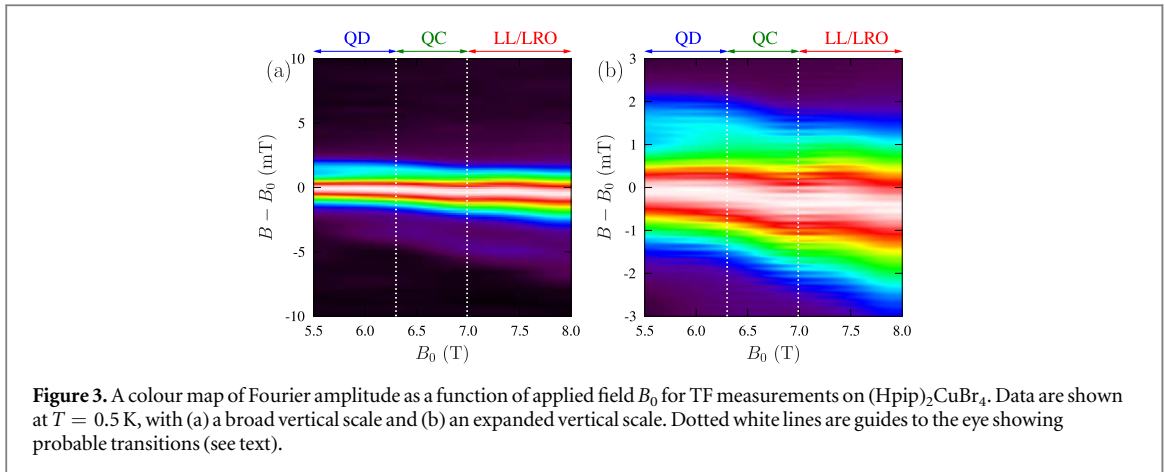 QD QC LL/LRO QD QC LL/LRO
(a) (b)
10
5
0
-5
-10
B − B₀ (mT)
5.5 6.0 6.5 7.0 7.5 8.0
B₀ (T)
3
2
1
0
-1
-2
-3
B − B₀ (mT)
5.5 6.0 6.5 7.0 7.5 8.0
B₀ (T)
Figure 3. A colour map of Fourier amplitude as a function of applied field B₀ for TF measurements on (Hpip)₂CuBr₄. Data are shown
at T = 0.5 K, with (a) a broad vertical scale and (b) an expanded vertical scale. Dotted white lines are guides to the eye showing
probable transitions (see text).